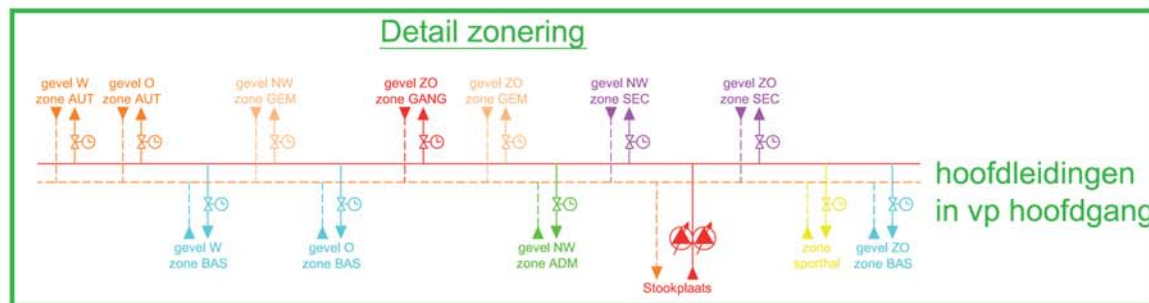 Detail zonering
gevel W
zone AUT
gevel O
zone AUT
gevel NW
zone GEM
gevel ZO
zone GANG
gevel ZO
zone GEM
gevel NW
zone SEC
gevel ZO
zone SEC
hoofdleidingen
in vp hoofdgang
gevel W
zone BAS
gevel O
zone BAS
gevel NW
zone ADM
Stookplaats
zone
sporthal
gevel ZO
zone BAS